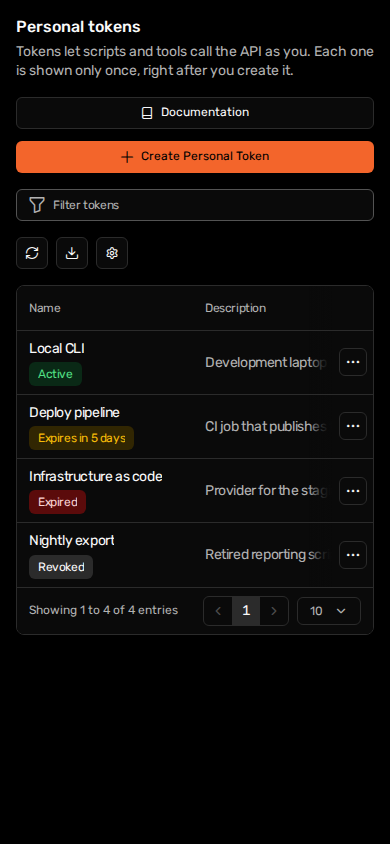 Personal tokens
Tokens let scripts and tools call the API as you. Each one
is shown only once, right after you create it.
Documentation
Create Personal Token
Filter tokens
Name Description
Local CLI
Active
Development laptop
Deploy pipeline
Expires in 5 days
CI job that publishes
Infrastructure as code
Expired
Provider for the stag
Nightly export
Revoked
Retired reporting scr
Showing 1 to 4 of 4 entries
1
10